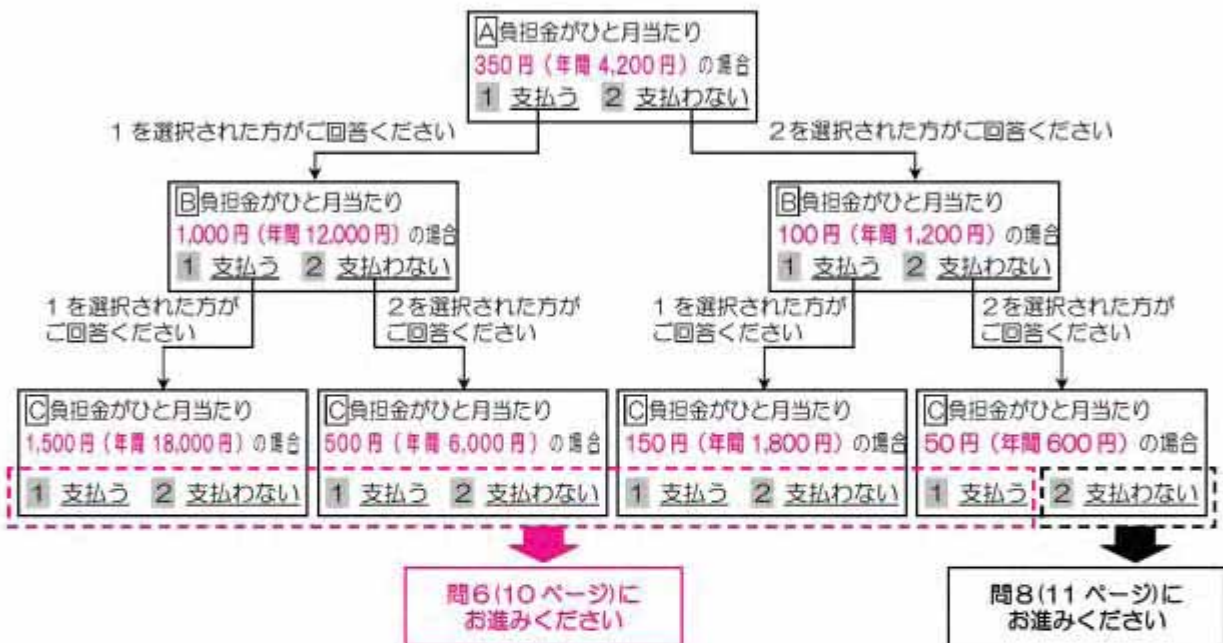 A負担金がひと月当たり
350円（年間 4,200円）の場合
1 支払う 2 支払わない
1 を選択された方がご回答ください
2を選択された方がご回答ください
B負担金がひと月当たり
1,000円（年間 12,000円）の場合
1 支払う 2 支払わない
B負担金がひと月当たり
100円（年間 1,200円）の場合
1 支払う 2 支払わない
1 を選択された方が
ご回答ください
2を選択された方が
ご回答ください
1 を選択された方が
ご回答ください
2を選択された方が
ご回答ください
C負担金がひと月当たり
1,500円（年間 18,000円）の場合
1 支払う 2 支払わない
C負担金がひと月当たり
500円（年間 6,000円）の場合
1 支払う 2 支払わない
C負担金がひと月当たり
150円（年間 1,800円）の場合
1 支払う 2 支払わない
C負担金がひと月当たり
50円（年間 600円）の場合
1 支払う 2 支払わない
問6(10 ページ)に
お進みください
問8(11 ページ)に
お進みください